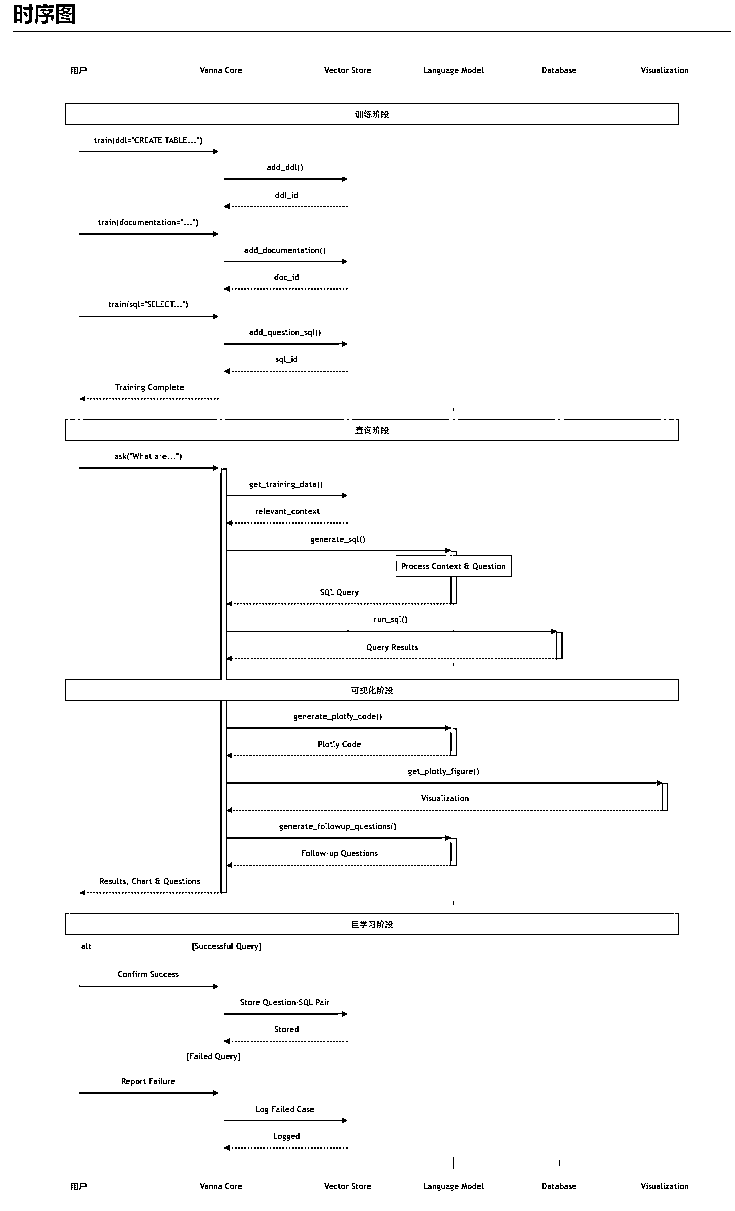 时序图
用户 Vanna Core Vector Store Language Model Database Visualization
训练阶段
train(ddl="CREATE TABLE...")
add_ddl()
ddl_id
train(documentation="...")
add_documentation()
doc_id
train(sql="SELECT...")
add_question_sql()
sql_id
Training Complete
查询阶段
ask("What are...")
get_training_data()
relevant_context
generate_sql()
Process Context & Question
SQL Query
run_sql()
Query Results
可视化阶段
generate_plotly_code()
Plotly Code
get_plotly_figure()
Visualization
generate_followup_questions()
Follow-up Questions
Results, Chart & Questions
自学习阶段
alt [Successful Query]
Confirm Success
Store Question-SQL Pair
Stored
[Failed Query]
Report Failure
Log Failed Case
Logged
用户 Vanna Core Vector Store Language Model Database Visualization